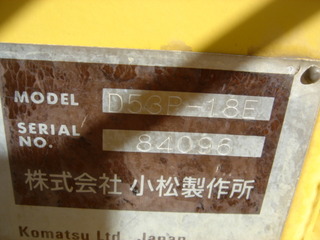 MODEL D53P-18E
SERIAL NO. 84096
株式会社 小松製作所
Komatsu Ltd. Japan